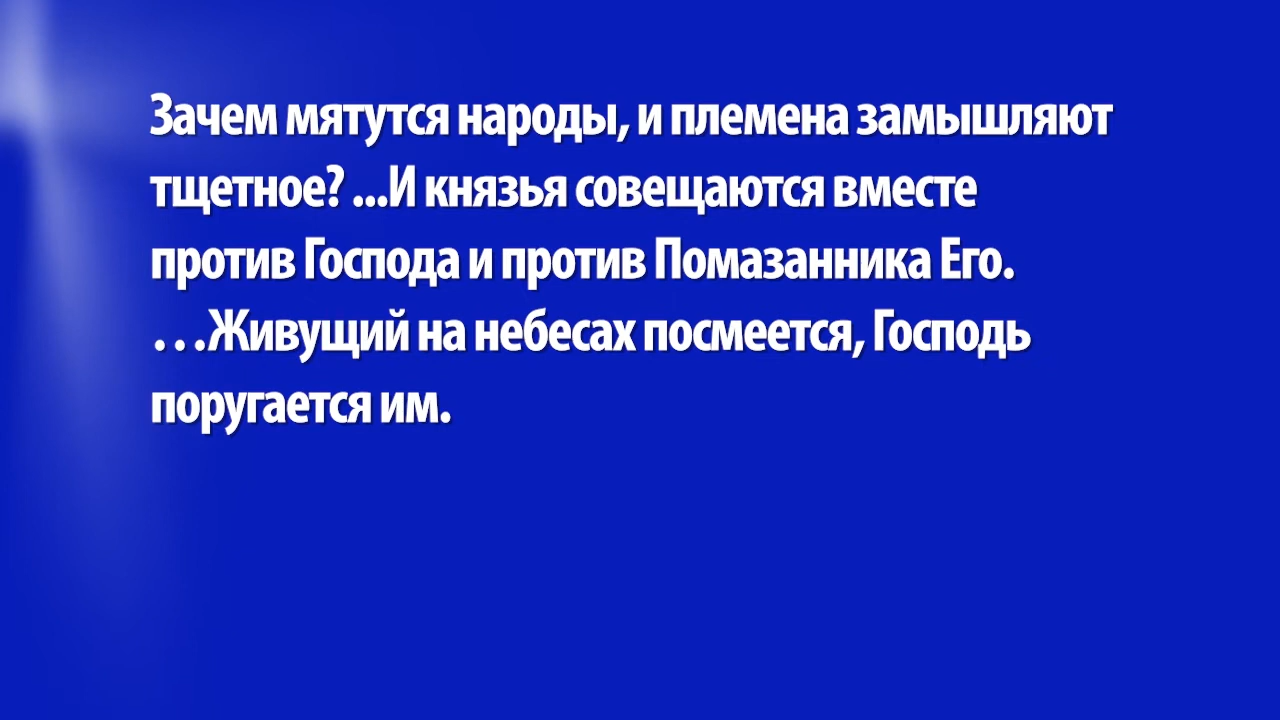 Зачем мятутся народы, и племена замышляют
тщетное? ...И князья совещаются вместе
против Господа и против Помазанника Его.
…Живущий на небесах посмеется, Господь
поругается им.